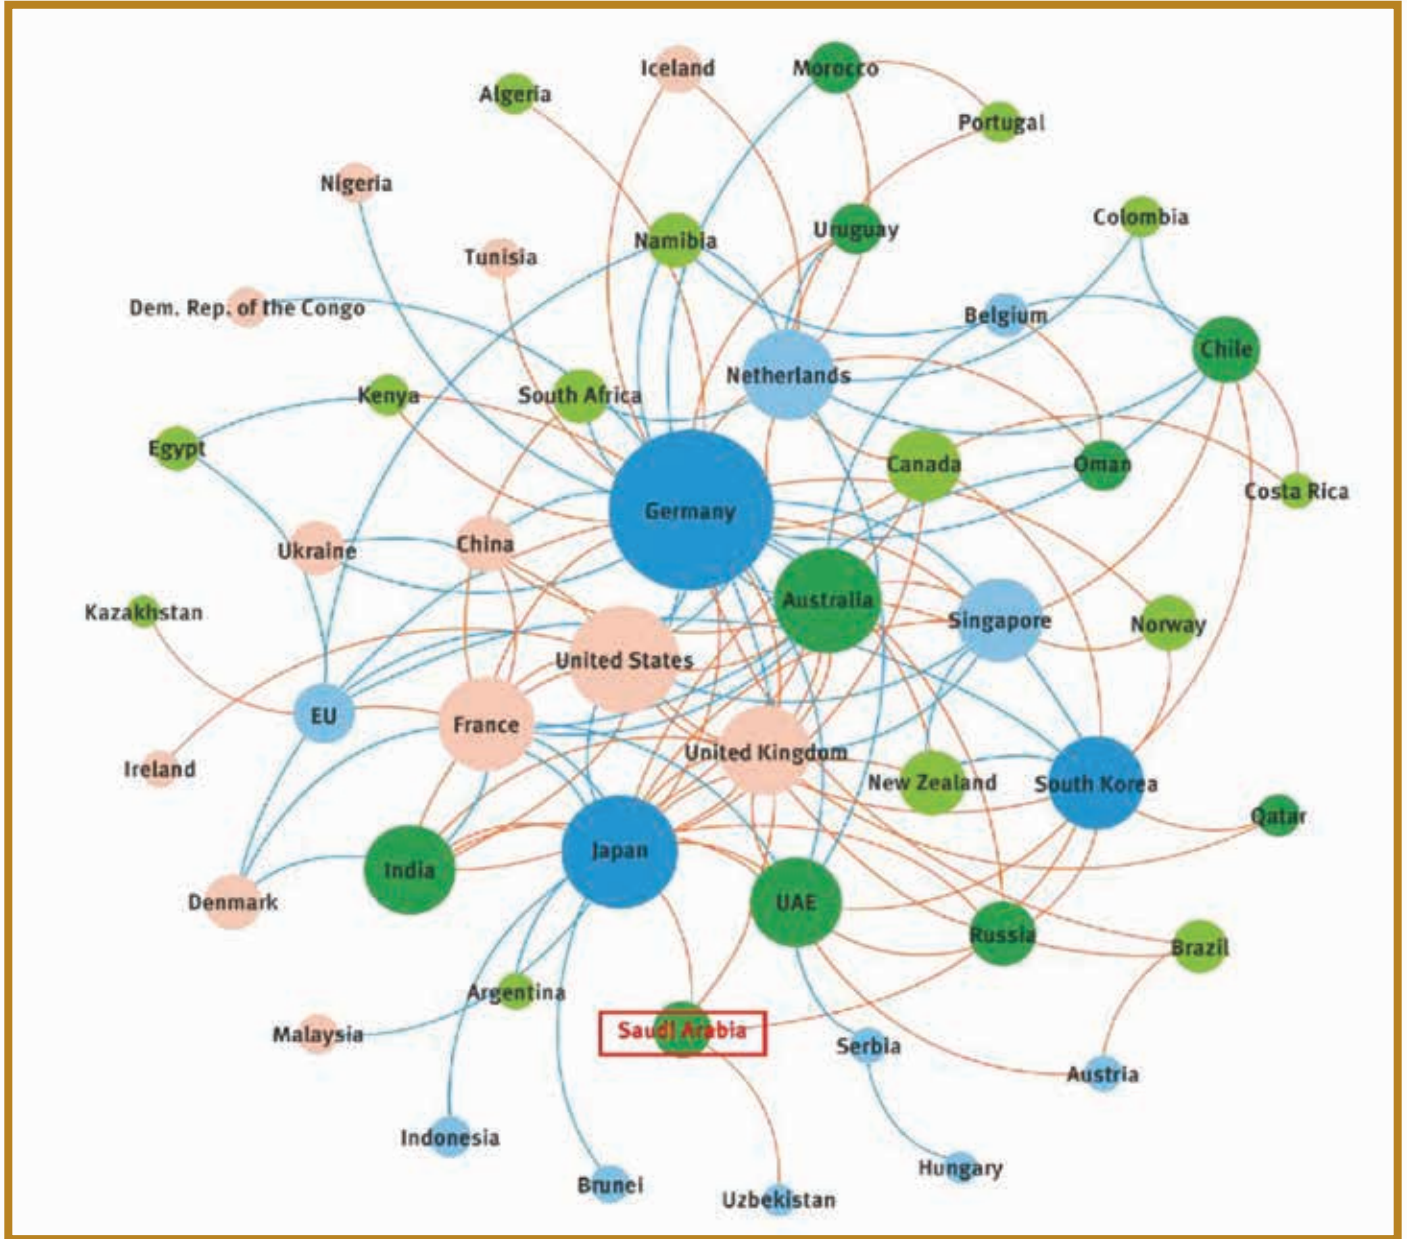 Iceland
Morocco
Algeria
Portugal
Nigeria
Colombia
Uruguay
Namibia
Tunisia
Dem. Rep. of the Congo
Belgium
Chile
Netherlands
Kenya
South Africa
Egypt
Canada
Oman
Costa Rica
Germany
Ukraine
China
Australia
Kazakhstan
Singapore
Norway
United States
EU
France
United Kingdom
Ireland
New Zealand
South Korea
Qatar
Japan
India
Denmark
UAE
Russia
Brazil
Argentina
Malaysia
Saudi Arabia
Serbia
Austria
Indonesia
Hungary
Brunei
Uzbekistan